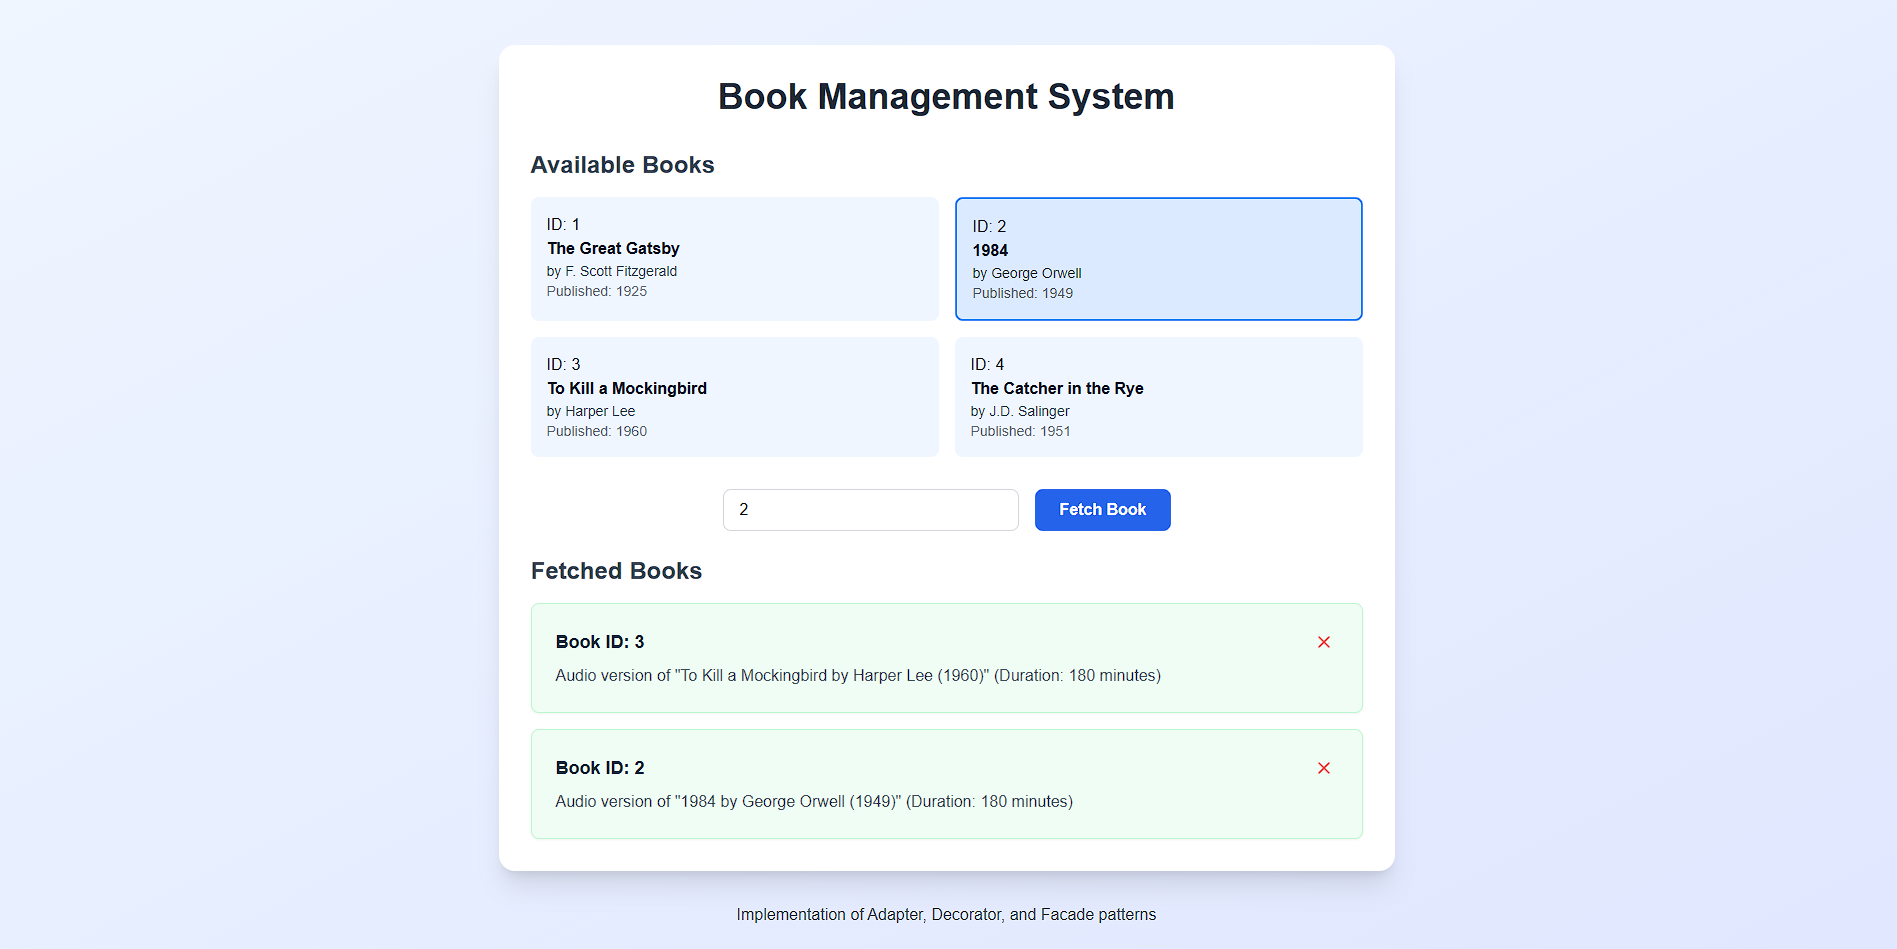 Book Management System
Available Books
ID: 1
The Great Gatsby
by F. Scott Fitzgerald
Published: 1925
ID: 2
1984
by George Orwell
Published: 1949
ID: 3
To Kill a Mockingbird
by Harper Lee
Published: 1960
ID: 4
The Catcher in the Rye
by J.D. Salinger
Published: 1951
2
Fetch Book
Fetched Books
Book ID: 3
Audio version of "To Kill a Mockingbird by Harper Lee (1960)" (Duration: 180 minutes)
Book ID: 2
Audio version of "1984 by George Orwell (1949)" (Duration: 180 minutes)
Implementation of Adapter, Decorator, and Facade patterns